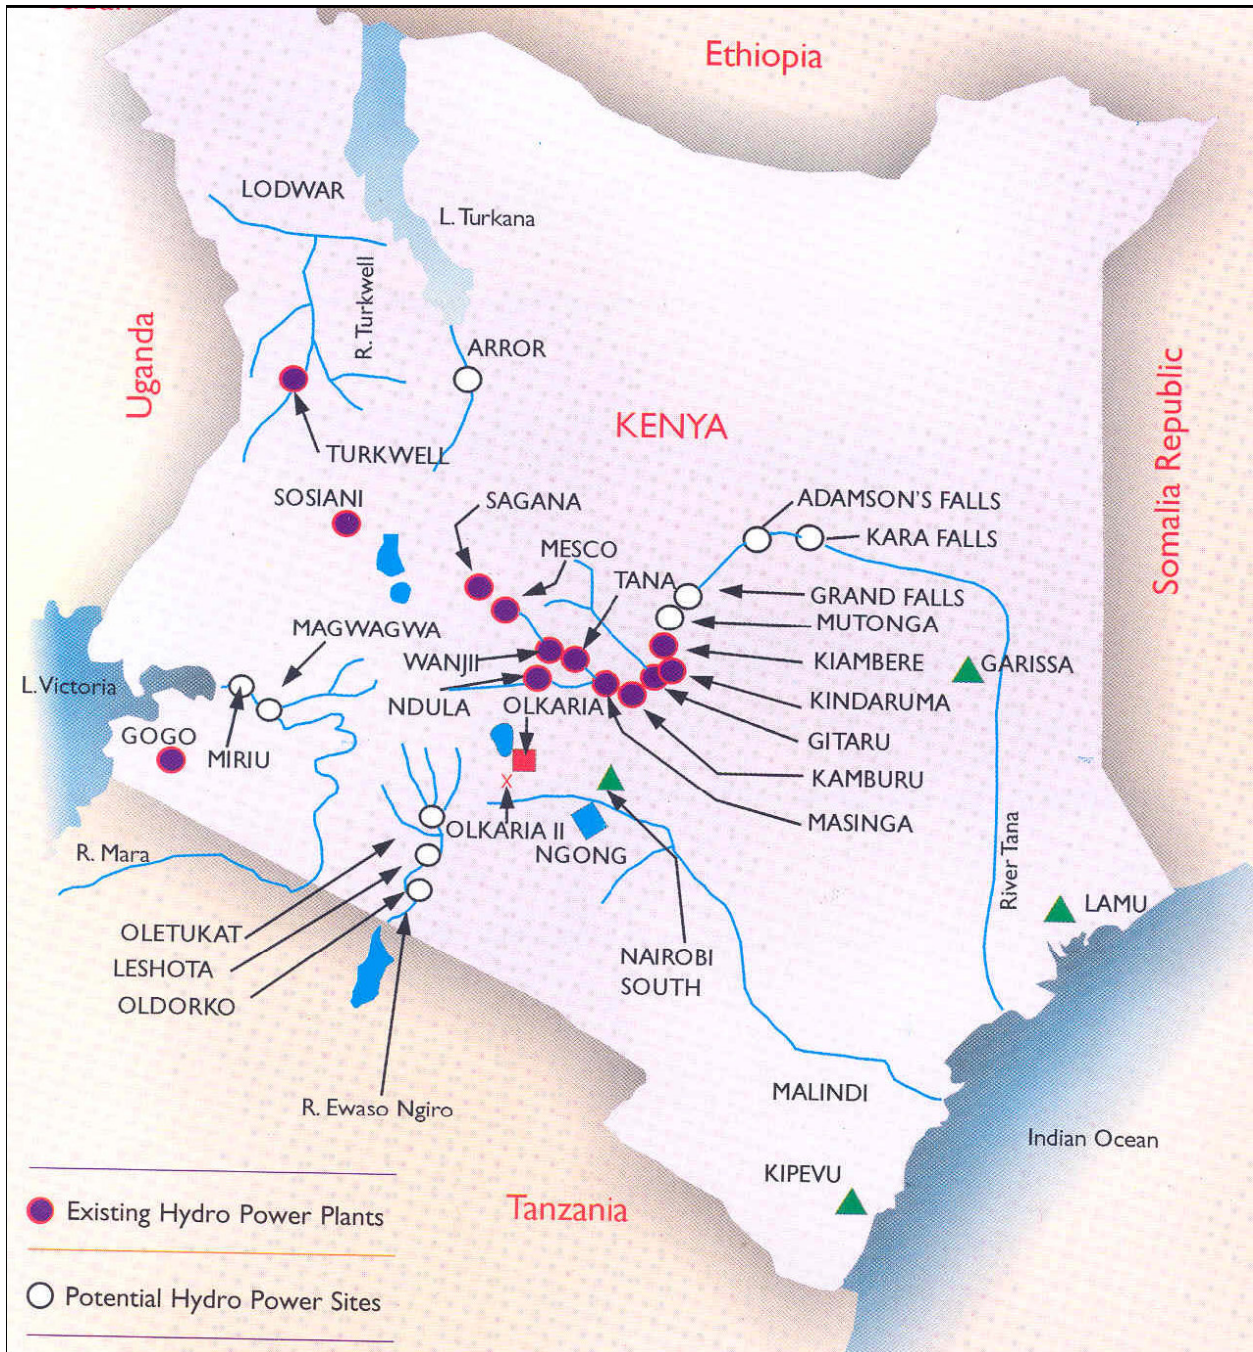 Ethiopia
LODWAR
L. Turkana
R. Turkwell
Uganda
ARROR
KENYA
Somalia Republic
TURKWELL
SOSIANI
SAGANA
ADAMSON'S FALLS
KARA FALLS
MESCO
TANA
GRAND FALLS
MUTONGA
MAGWAGWA
WANJII
KIAMBERE
GARISSA
L. Victoria
NDULA
OLKARIA
KINDARUMA
GOGO
MIRIU
GITARU
KAMBURU
X
OLKARIA II
MASINGA
NGONG
R. Mara
River Tana
LAMU
OLETUKAT
LESHOTA
OLDORKO
NAIROBI
SOUTH
R. Ewaso Ngiro
MALINDI
Indian Ocean
KIPEVU
Tanzania
Existing Hydro Power Plants
Potential Hydro Power Sites